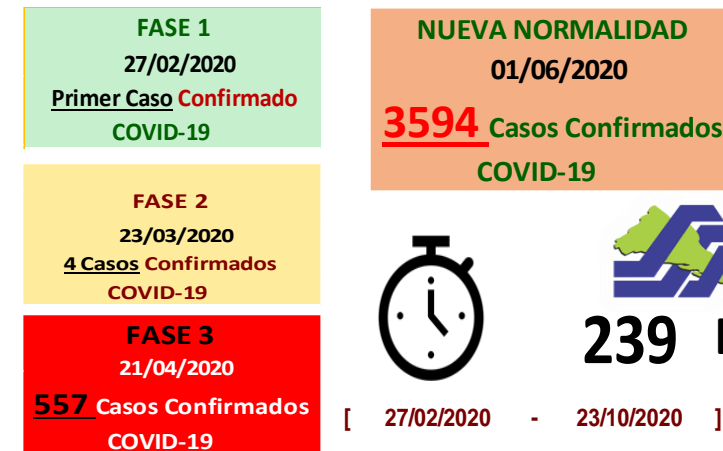 FASE 1
27/02/2020
Primer Caso Confirmado
COVID-19
FASE 2
23/03/2020
4 Casos Confirmados
COVID-19
FASE 3
21/04/2020
557 Casos Confirmados
COVID-19
NUEVA NORMALIDAD
01/06/2020
3594 Casos Confirmados
COVID-19
239
[ 27/02/2020 - 23/10/2020 ]